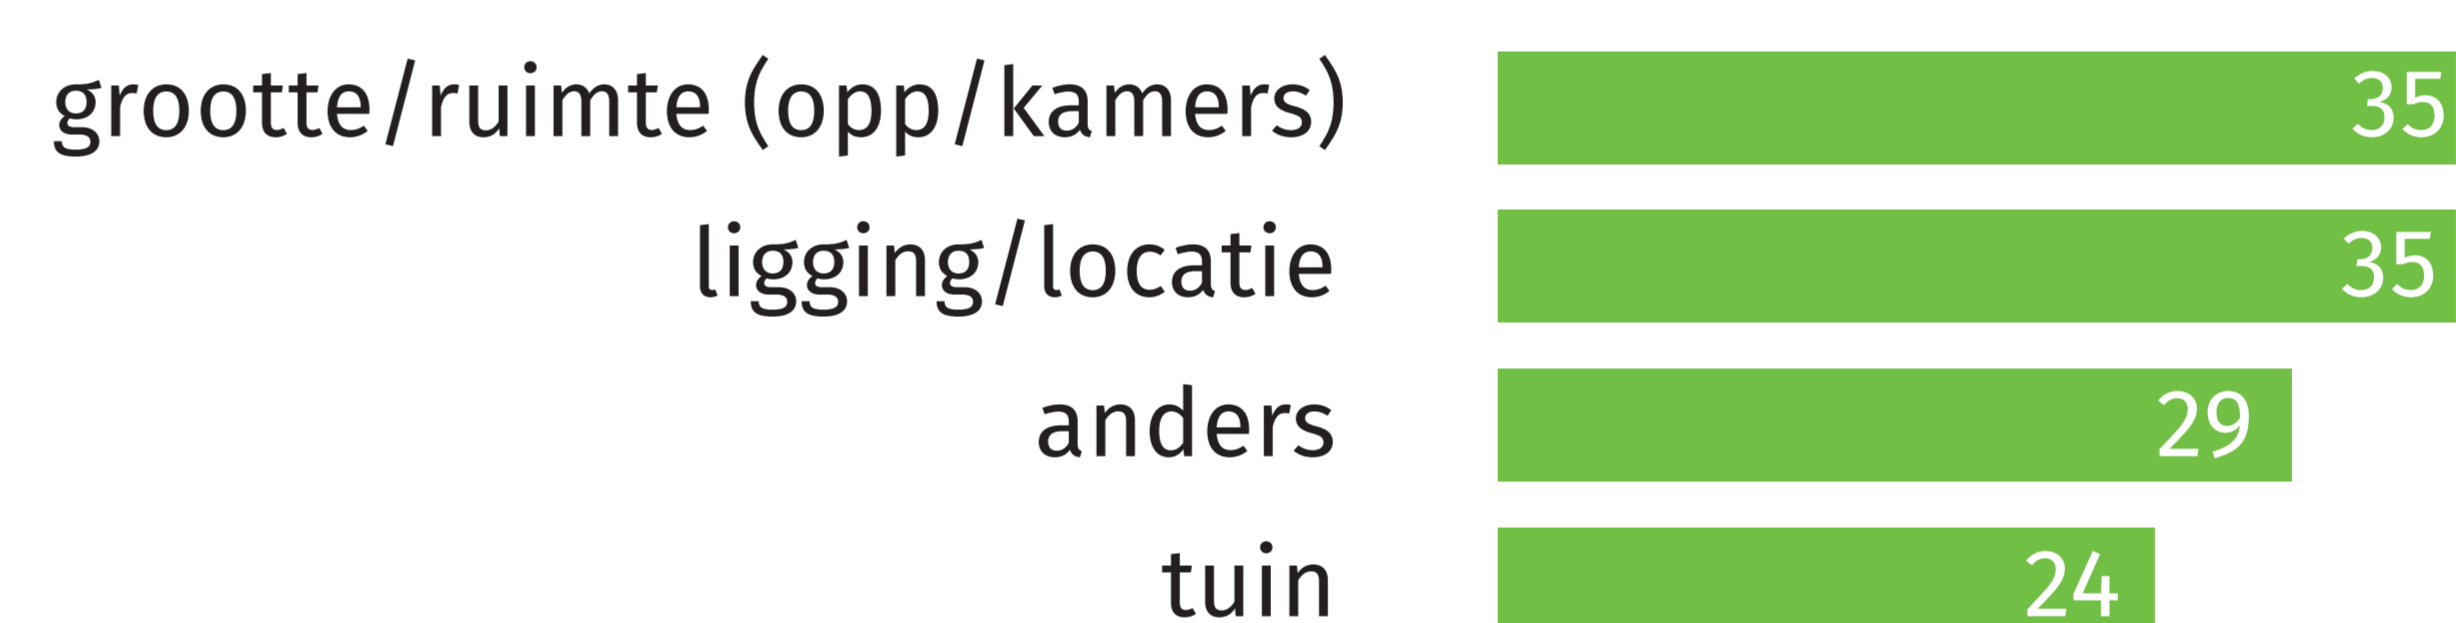 grootte/ruimte (opp/kamers) 35
ligging/locatie 35
anders 29
tuin 24